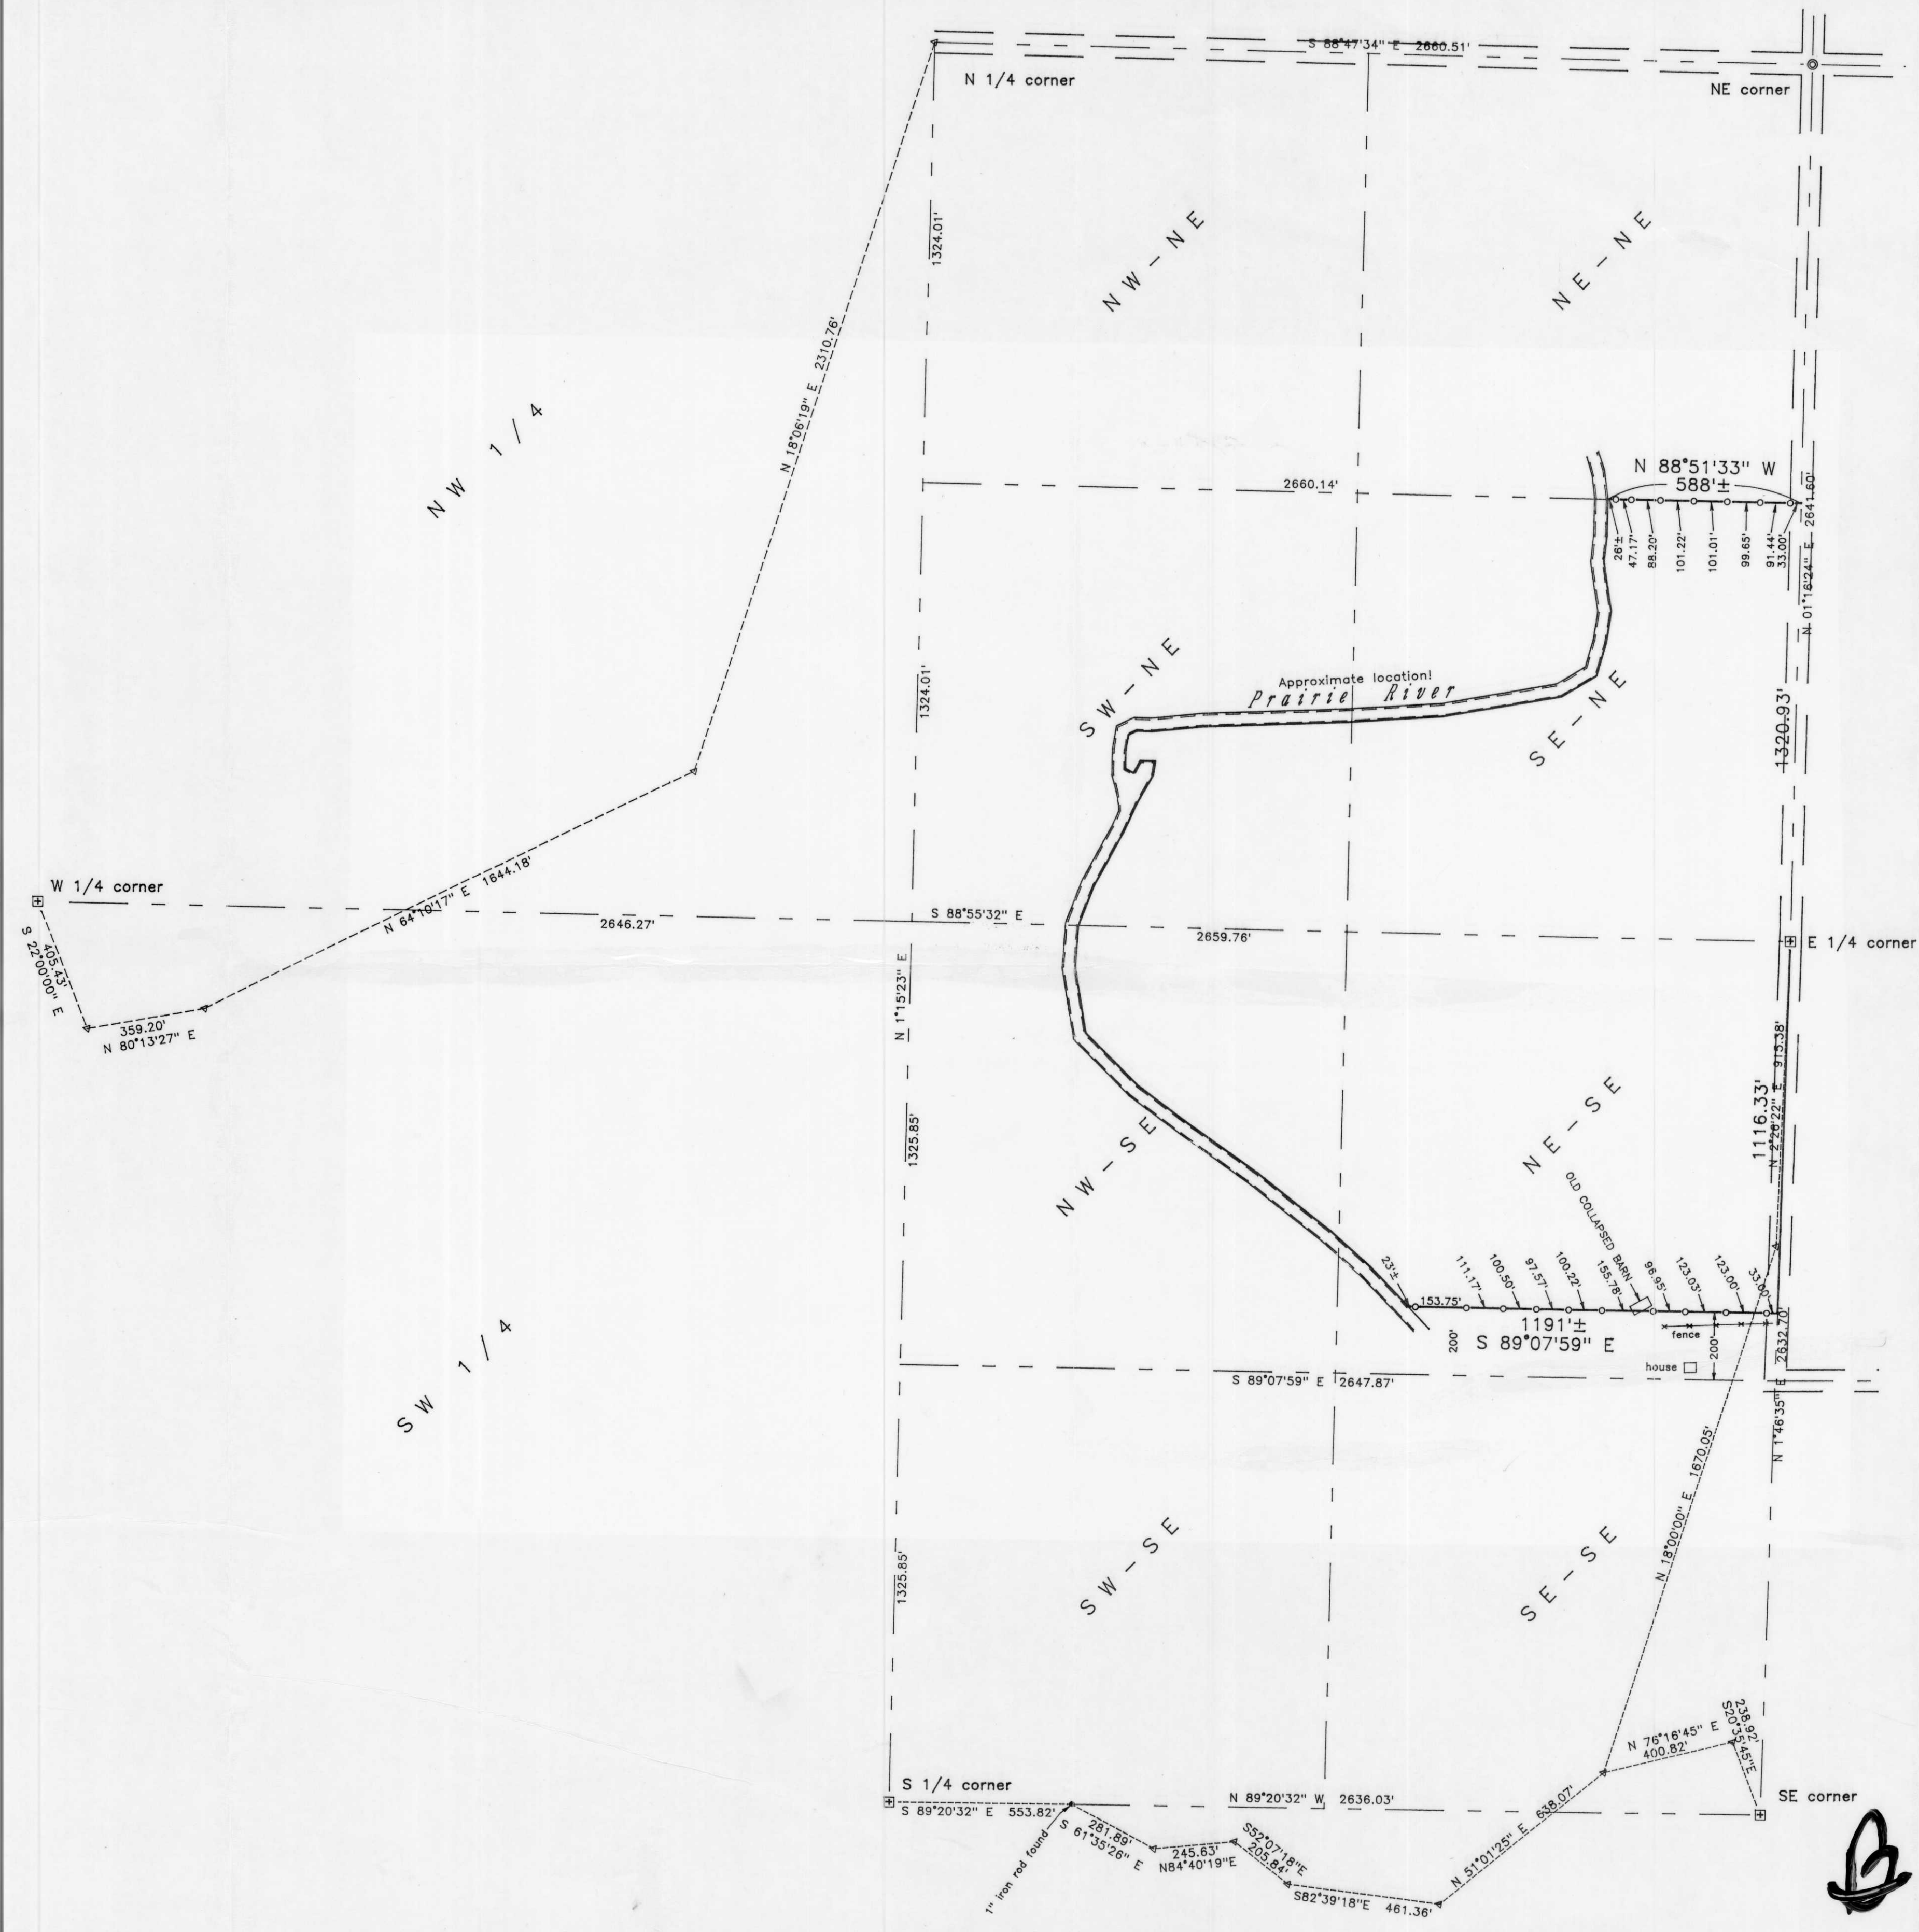 S 88°47'34" E 2660.51'
N 1/4 corner
NE corner
1324.01'
NW-NE
NE-NE
N 18°06'19" E 2310.76'
NW 1/4
N 88°51'33" W
588'±
2660.14'
26'±
47.17'
88.20'
101.22'
101.01'
99.65'
91.44'
33.00'
N 01°16'24" E 2641.60'
SW-NE
Approximate location!
Prairie River
SE-NE
1324.01'
1320.93'
W 1/4 corner
N 64°10'17" E 1644.18'
2646.27'
S 88°55'32" E
2659.76'
E 1/4 corner
405.43'
S 22°00'00" E
359.20'
N 80°13'27" E
N 1°15'23" E
1116.33'
N 2°26'22" E 915.38'
1325.85'
NW-SE
NE-SE
OLD COLLAPSED BARN
23'±
153.75'
111.17'
100.50'
97.57'
100.22'
155.78'
96.95'
123.03'
123.00'
33.00'
1191'±
S 89°07'59" E
200'
fence
200'
house
S 89°07'59" E 2647.87'
N 1°46'35" E 2632.70'
SW 1/4
1325.85'
SW-SE
SE-SE
N 18°00'00" E 1670.05'
S 1/4 corner
S 89°20'32" E 553.82'
1" iron rod found
281.89'
S 61°35'26" E
245.63'
N84°40'19"E
S52°07'18"E
205.84'
S82°39'18"E 461.36'
N 51°01'25" E 638.07'
N 89°20'32" W 2636.03'
N 76°16'45" E
400.82'
238.92'
S20°35'45"E
SE corner